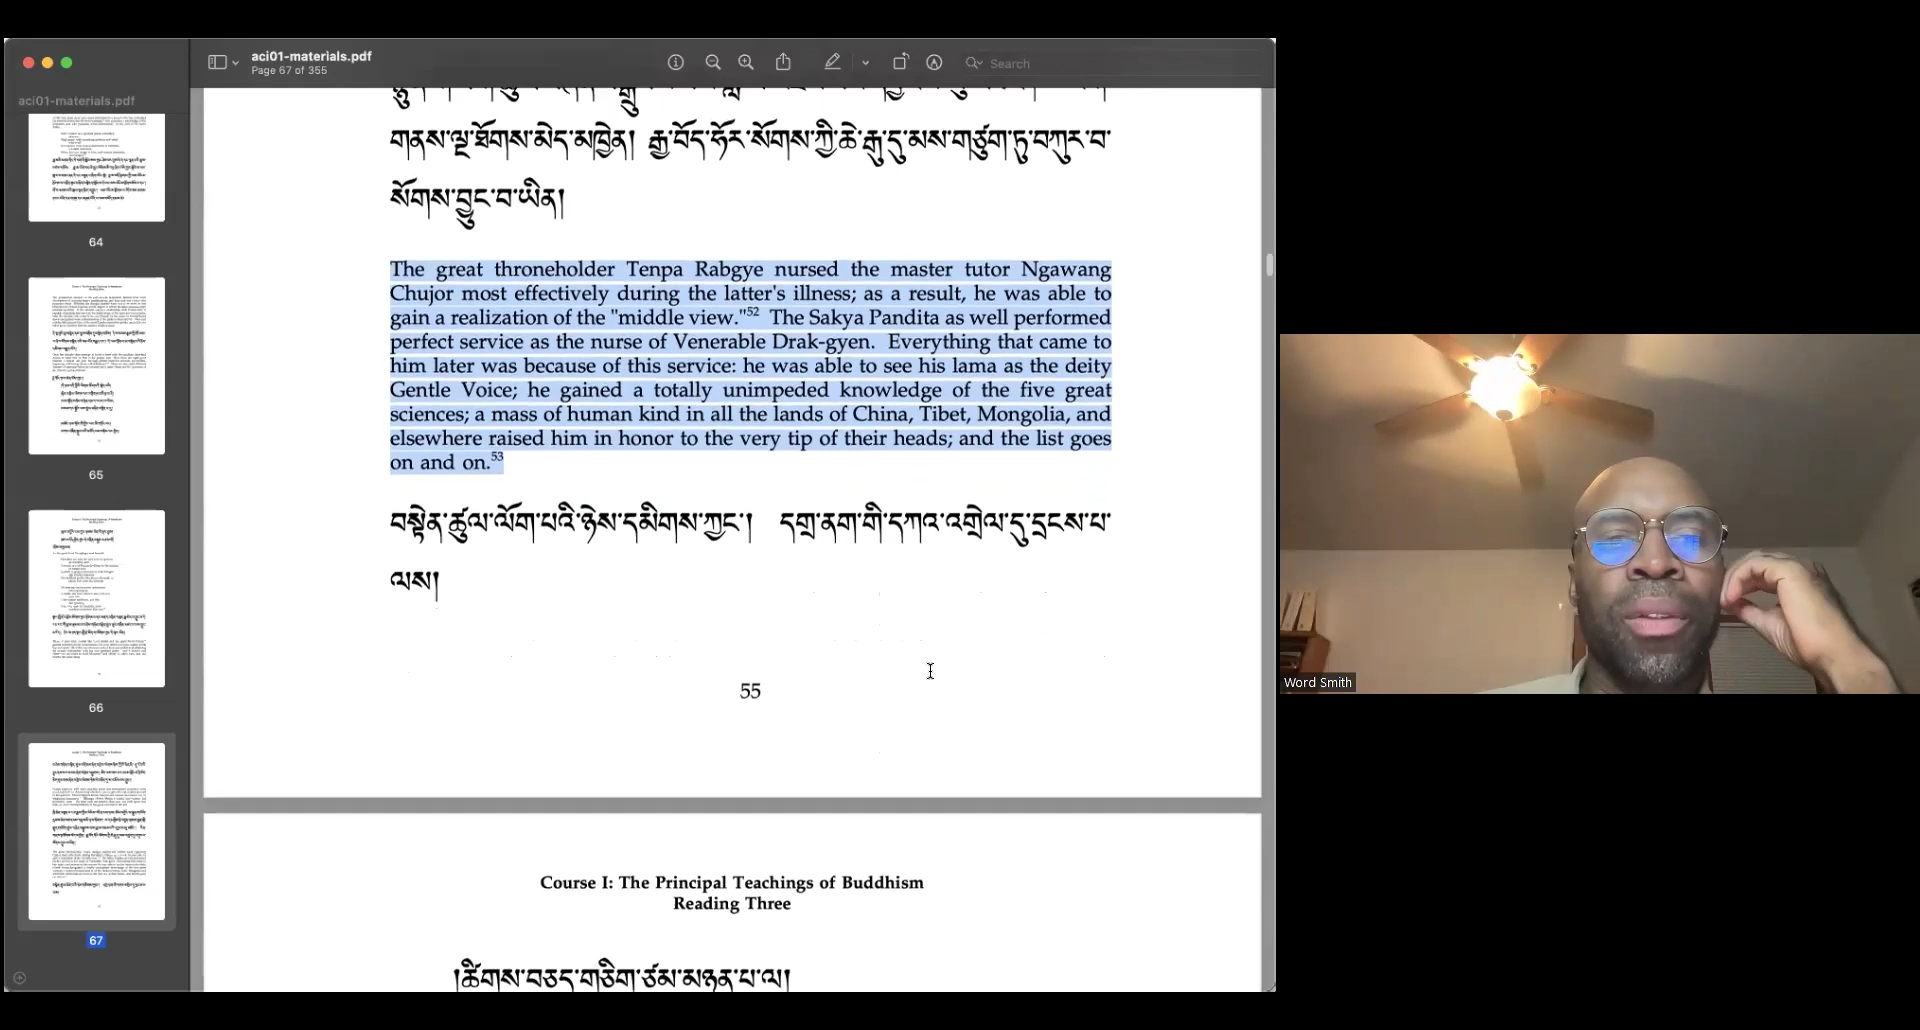 aci01-materials.pdf
Page 67 of 355
Search
aci01-materials.pdf
64
65
66
67
གནས་ལྔ་ཐོགས་མེད་མཁྱེན། རྒྱ་བོད་ཧོར་སོགས་ཀྱི་ཆེ་རྒུ་དུ་མས་གཙུག་ཏུ་བཀུར་བ་
སོགས་བྱུང་བ་ཡིན།
The great throneholder Tenpa Rabgye nursed the master tutor Ngawang
Chujor most effectively during the latter's illness; as a result, he was able to
gain a realization of the "middle view."52 The Sakya Pandita as well performed
perfect service as the nurse of Venerable Drak-gyen. Everything that came to
him later was because of this service: he was able to see his lama as the deity
Gentle Voice; he gained a totally unimpeded knowledge of the five great
sciences; a mass of human kind in all the lands of China, Tibet, Mongolia, and
elsewhere raised him in honor to the very tip of their heads; and the list goes
on and on.53
བསྟེན་ཚུལ་ལོག་པའི་ཉེས་དམིགས་ཀྱང་། དགྲ་ནག་གི་དཀའ་འགྲེལ་དུ་དྲངས་པ་
ལས།
55
Course I: The Principal Teachings of Buddhism
Reading Three
།ཚིགས་བཅད་གཅིག་ཙམ་མཉན་པ་ལ།
Word Smith